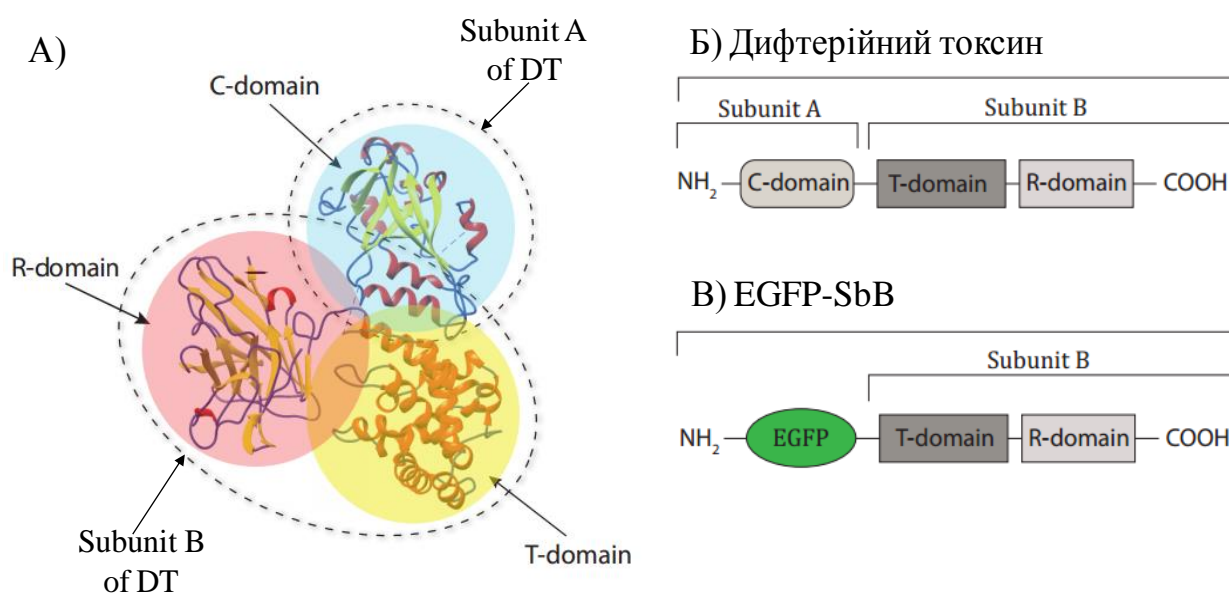 А)
Subunit A
of DT
C-domain
R-domain
Subunit B
of DT
T-domain
Б) Дифтерійний токсин
Subunit A
Subunit B
NH2
C-domain
T-domain
R-domain
COOH
В) EGFP-SbB
Subunit B
NH2
EGFP
T-domain
R-domain
COOH